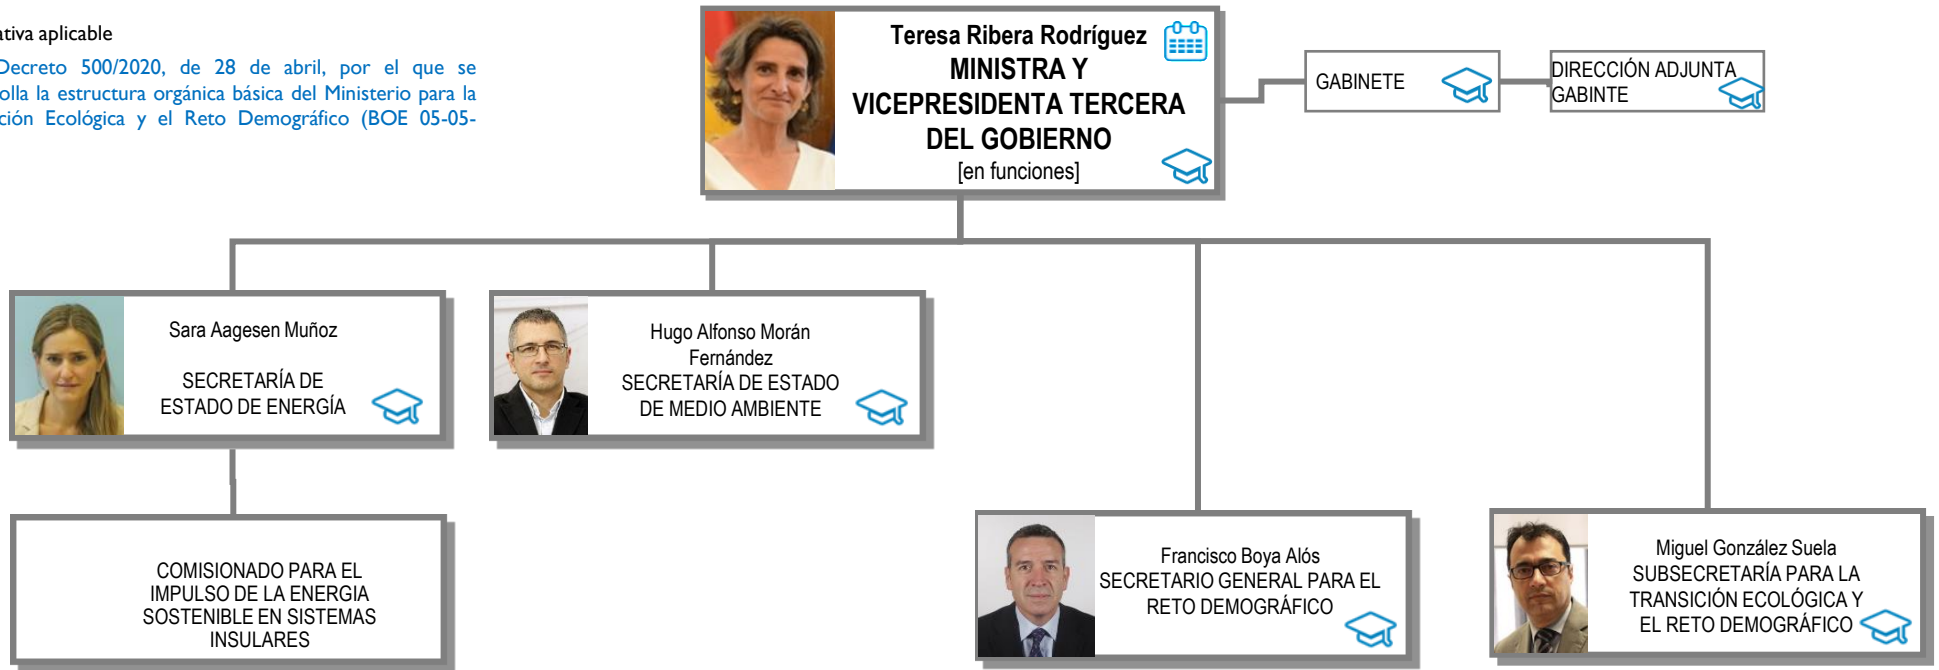 ativa aplicable
Decreto 500/2020, de 28 de abril, por el que se
olla la estructura orgánica básica del Ministerio para la
ción Ecológica y el Reto Demográfico (BOE 05-05-
Teresa Ribera Rodríguez
MINISTRA Y
VICEPRESIDENTA TERCERA
DEL GOBIERNO
[en funciones]
GABINETE
DIRECCIÓN ADJUNTA
GABINTE
Sara Aagesen Muñoz
SECRETARÍA DE
ESTADO DE ENERGÍA
Hugo Alfonso Morán
Fernández
SECRETARÍA DE ESTADO
DE MEDIO AMBIENTE
COMISIONADO PARA EL
IMPULSO DE LA ENERGIA
SOSTENIBLE EN SISTEMAS
INSULARES
Francisco Boya Alós
SECRETARIO GENERAL PARA EL
RETO DEMOGRÁFICO
Miguel González Suela
SUBSECRETARÍA PARA LA
TRANSICIÓN ECOLÓGICA Y
EL RETO DEMOGRÁFICO